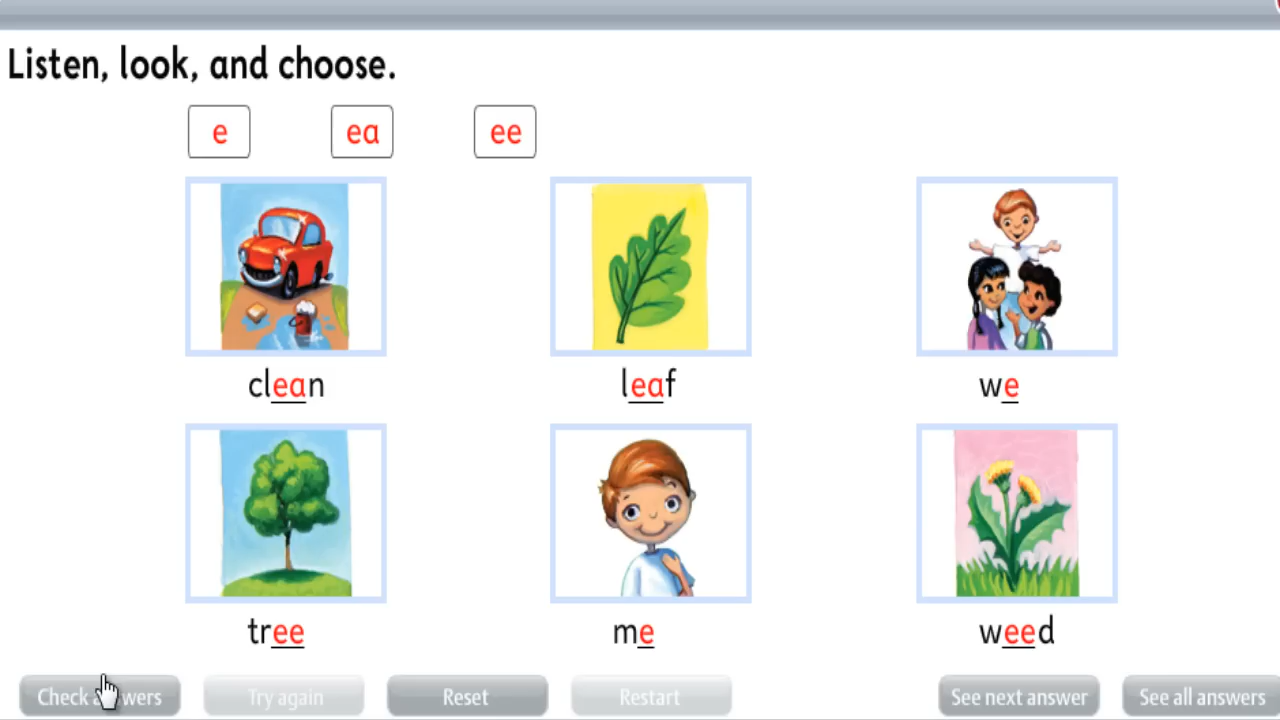 Listen, look, and choose.
e ea ee
clean leaf we
tree me weed
Check answers Try again Reset Restart See next answer See all answers